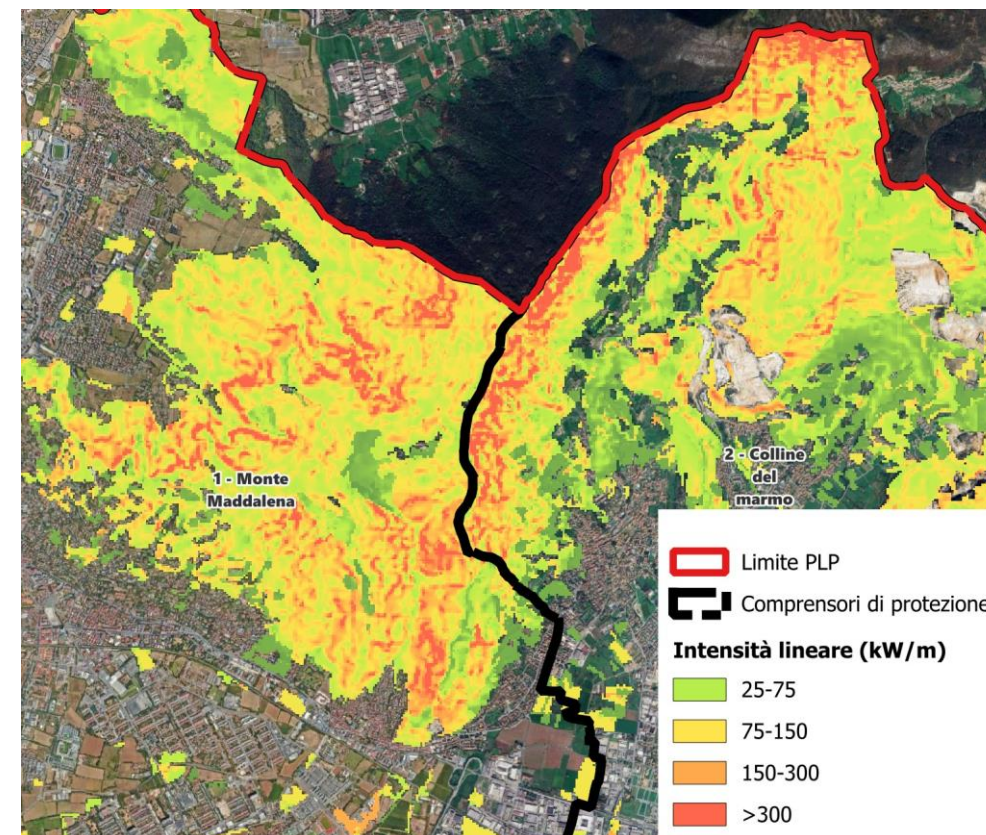 1 - Monte
Maddalena
2 - Colline
del
marmo
Limite PLP
Comprensori di protezione
Intensità lineare (kW/m)
25-75
75-150
150-300
>300